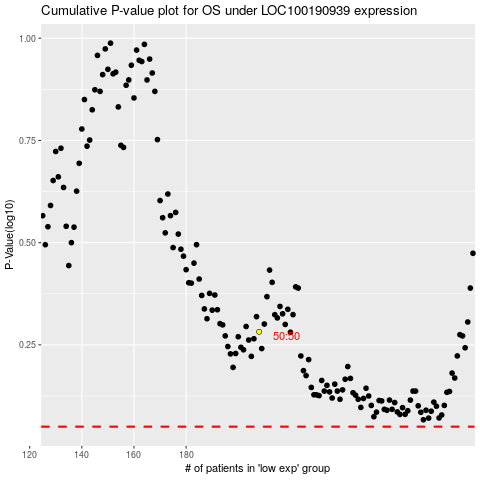 Cumulative P-value plot for OS under LOC100190939 expression
P-Value(log10)
1.00
0.75
0.50
0.25
50:50
120 140 160 180
# of patients in 'low exp' group